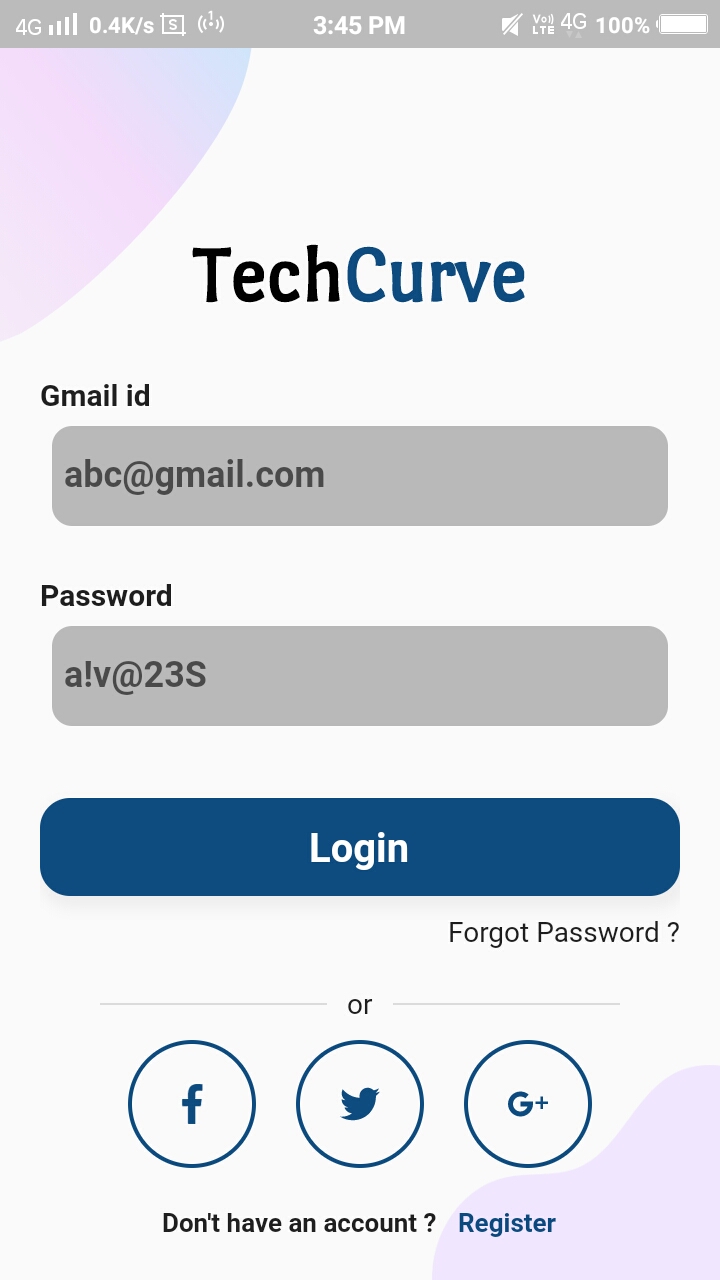 4G 0.4K/s S 1 3:45 PM Vo)) LTE 4G 100%
TechCurve
Gmail id
abc@gmail.com
Password
a!v@23S
Login
Forgot Password ?
or
f G+
Don't have an account ? Register